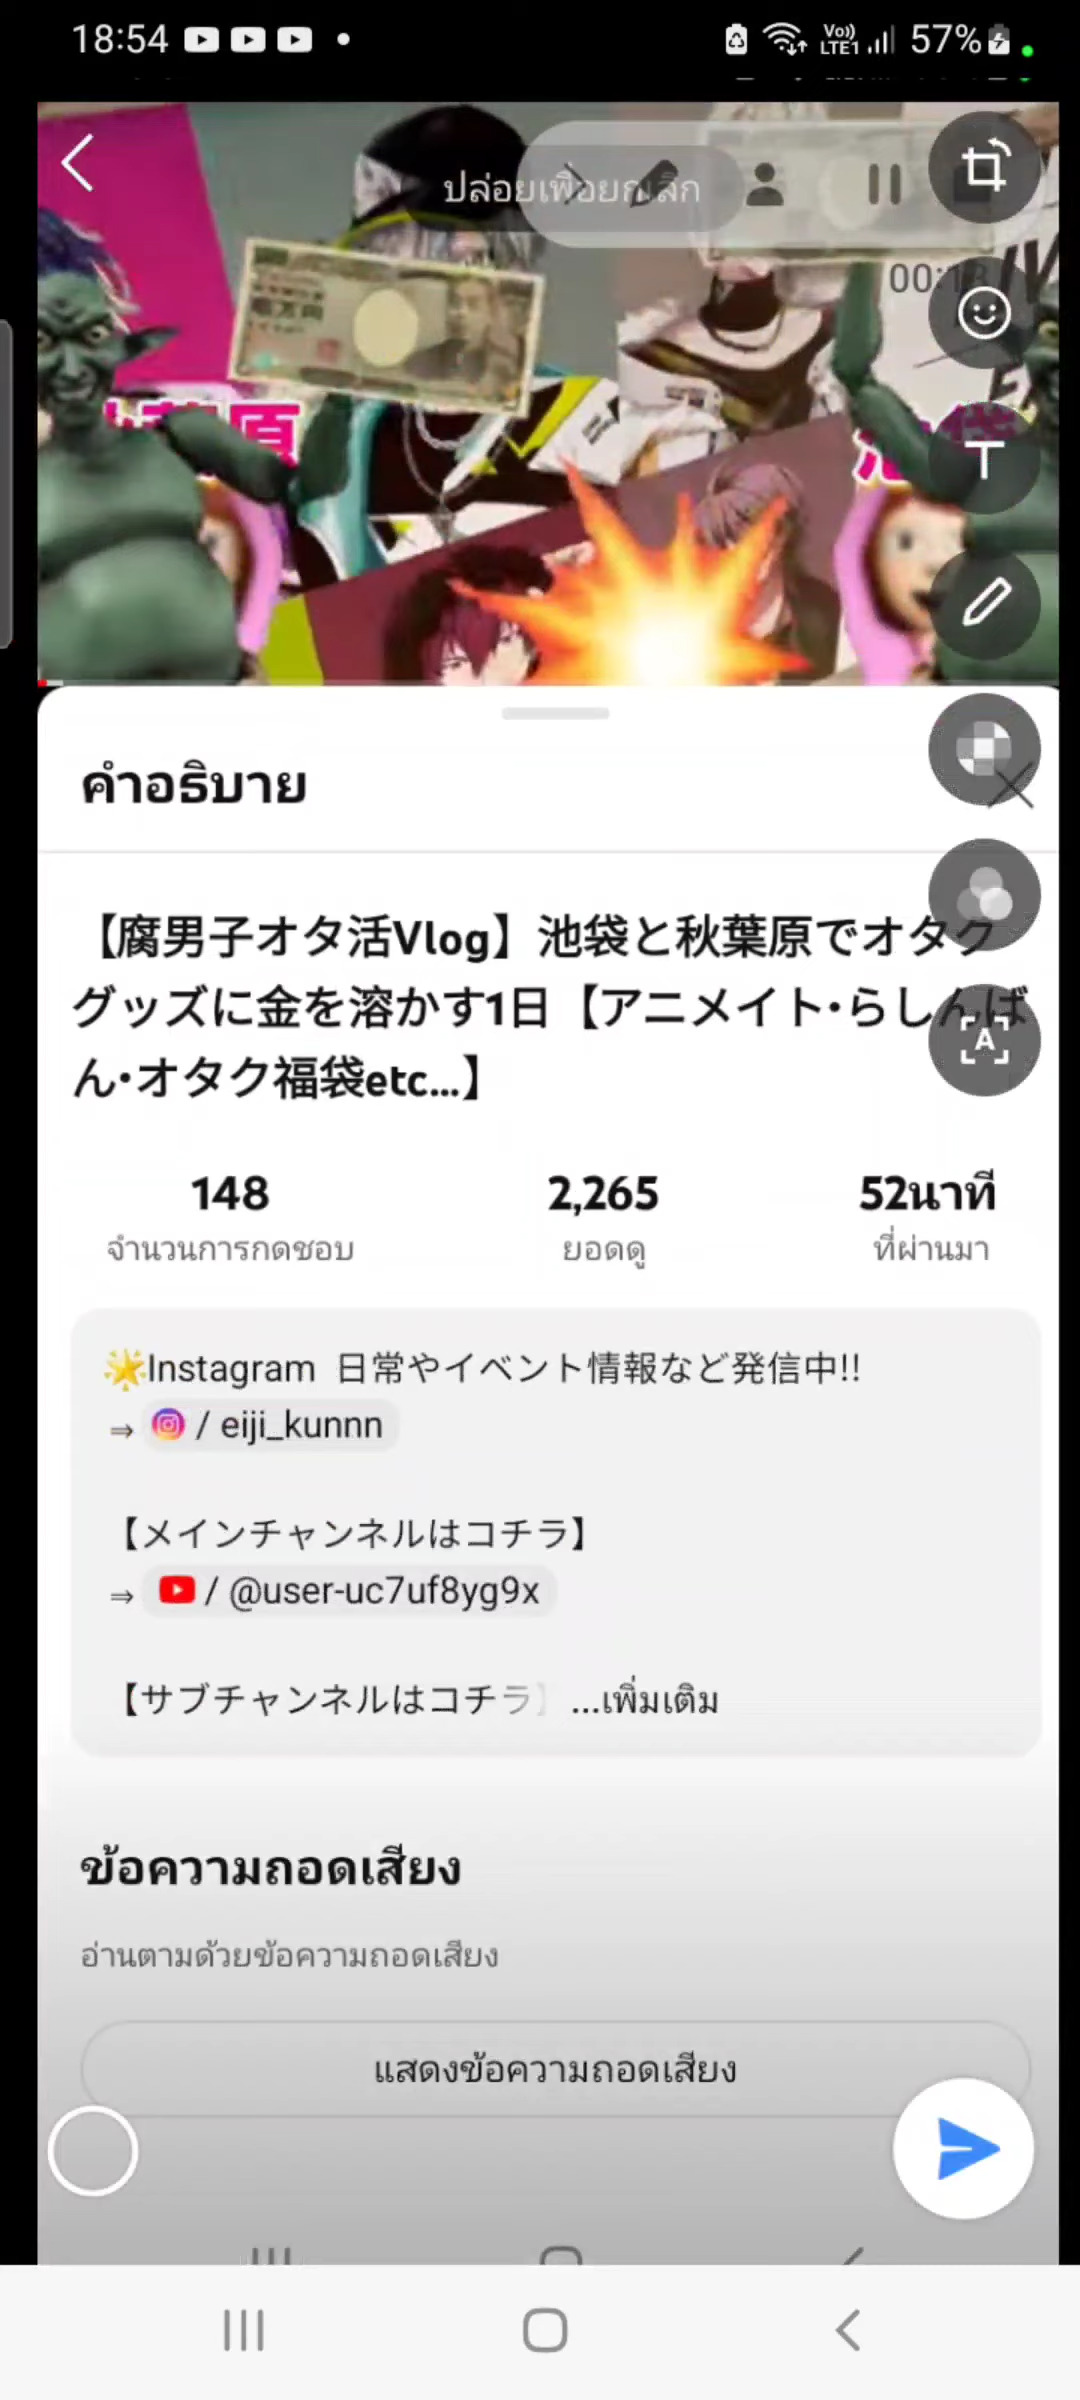 18:54
Vo))
LTE1
57%
ปล่อยเพื่อยกเลิก
คำอธิบาย
T
【腐男子オタ活Vlog】池袋と秋葉原でオタク
グッズに金を溶かす1日【アニメイト・らしんば
ん・オタク福袋etc...】
A
148
2,265
52นาที
จำนวนการกดชอบ
ยอดดู
ที่ผ่านมา
🌟Instagram 日常やイベント情報など発信中!!
⇒ / eiji_kunnn
【メインチャンネルはコチラ】
⇒ / @user-uc7uf8yg9x
【サブチャンネルはコチラ】 ...เพิ่มเติม
ข้อความถอดเสียง
อ่านตามด้วยข้อความถอดเสียง
แสดงข้อความถอดเสียง